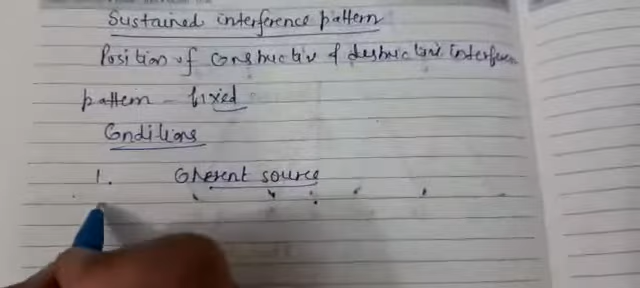 Sustained interference pattern
Position of constructive & destructive interference
pattern - fixed
Conditions
1. Coherent source